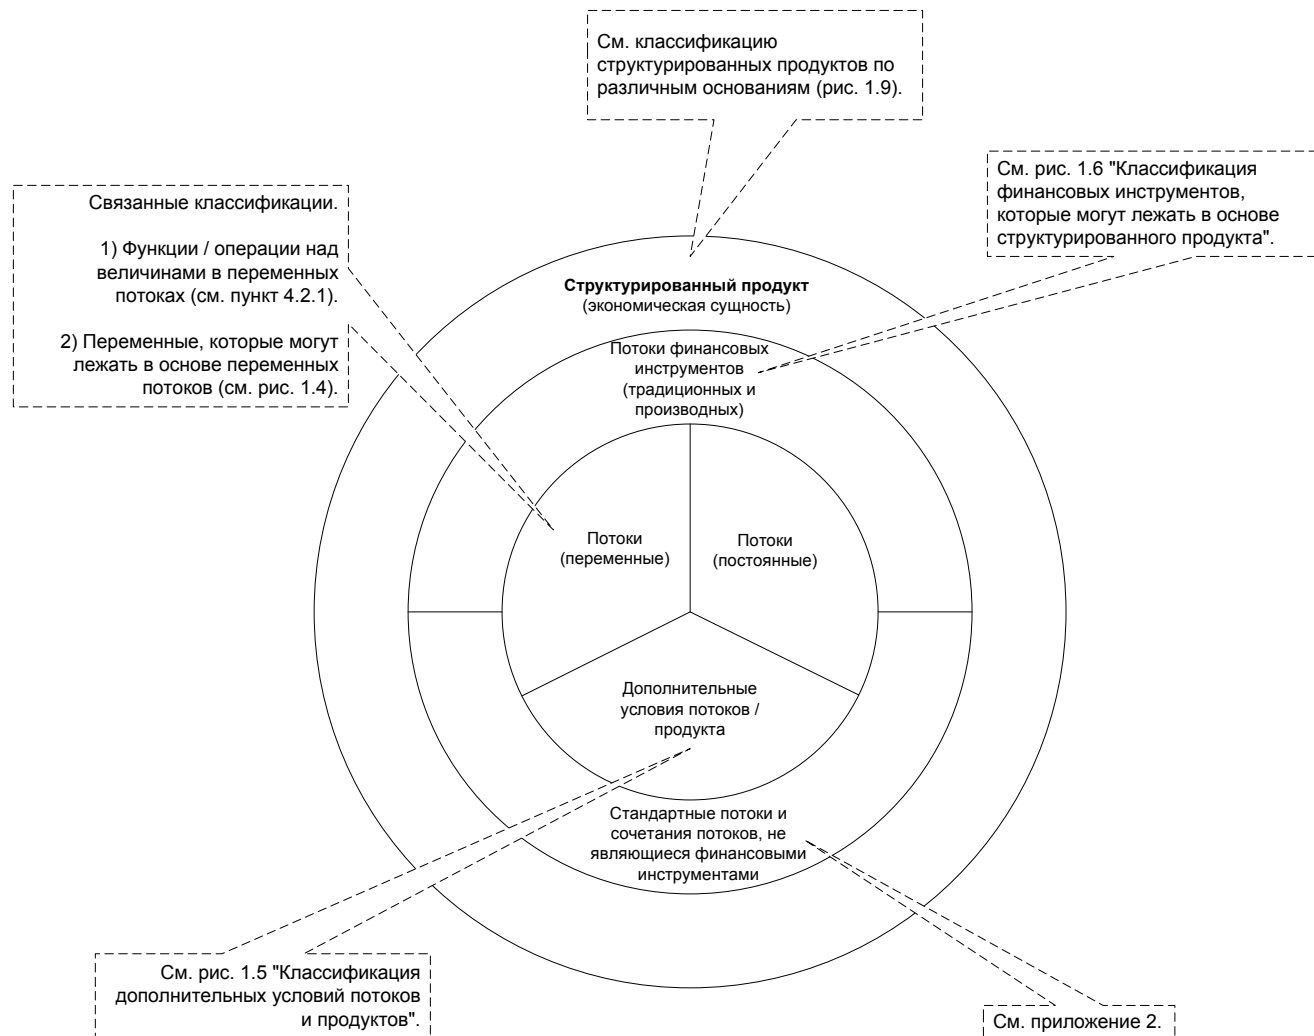 См. классификацию
структурированных продуктов по
различным основаниям (рис. 1.9).
См. рис. 1.6 "Классификация
финансовых инструментов,
которые могут лежать в основе
структурированного продукта".
Связанные классификации.
1) Функции / операции над
величинами в переменных
потоках (см. пункт 4.2.1).
2) Переменные, которые могут
лежать в основе переменных
потоков (см. рис. 1.4).
Структурированный продукт
(экономическая сущность)
Потоки финансовых
инструментов
(традиционных и
производных)
Потоки
(переменные)
Потоки
(постоянные)
Дополнительные
условия потоков /
продукта
Стандартные потоки и
сочетания потоков, не
являющиеся финансовыми
инструментами
См. рис. 1.5 "Классификация
дополнительных условий потоков
и продуктов".
См. приложение 2.